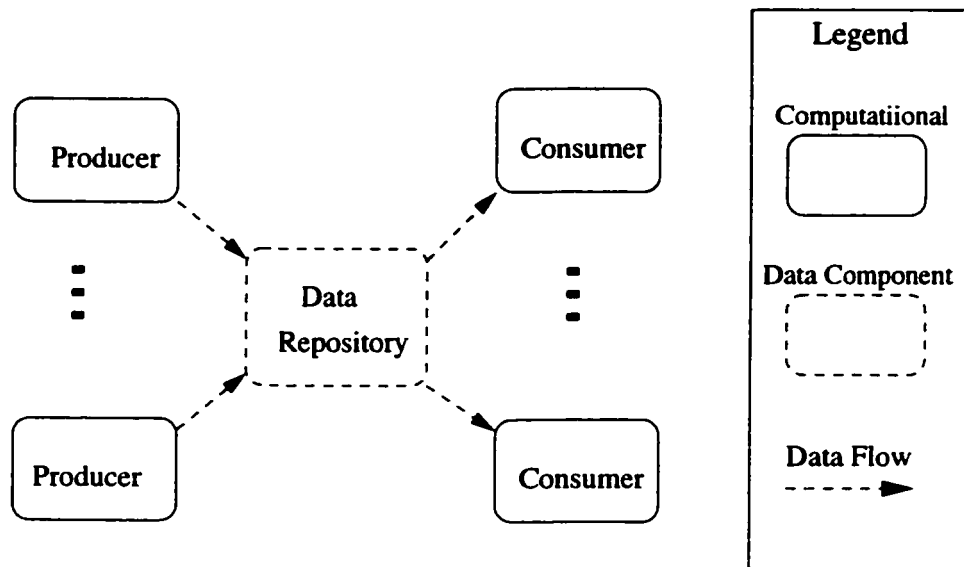 Producer
Consumer
Data
Repository
Producer
Consumer
Legend
Computatiional
Data Component
Data Flow